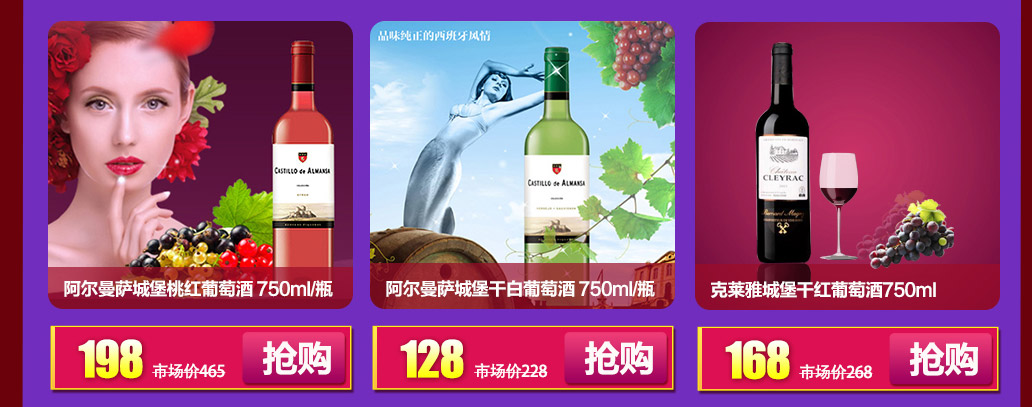 CASTILLO de ALMANSA
阿尔曼萨城堡桃红葡萄酒 750ml/瓶
198 市场价465 抢购
品味纯正的西班牙风情
CASTILLO de ALMANSA
阿尔曼萨城堡干白葡萄酒 750ml/瓶
128 市场价228 抢购
Château
CLEYRAC
克莱雅城堡干红葡萄酒750ml
168 市场价268 抢购